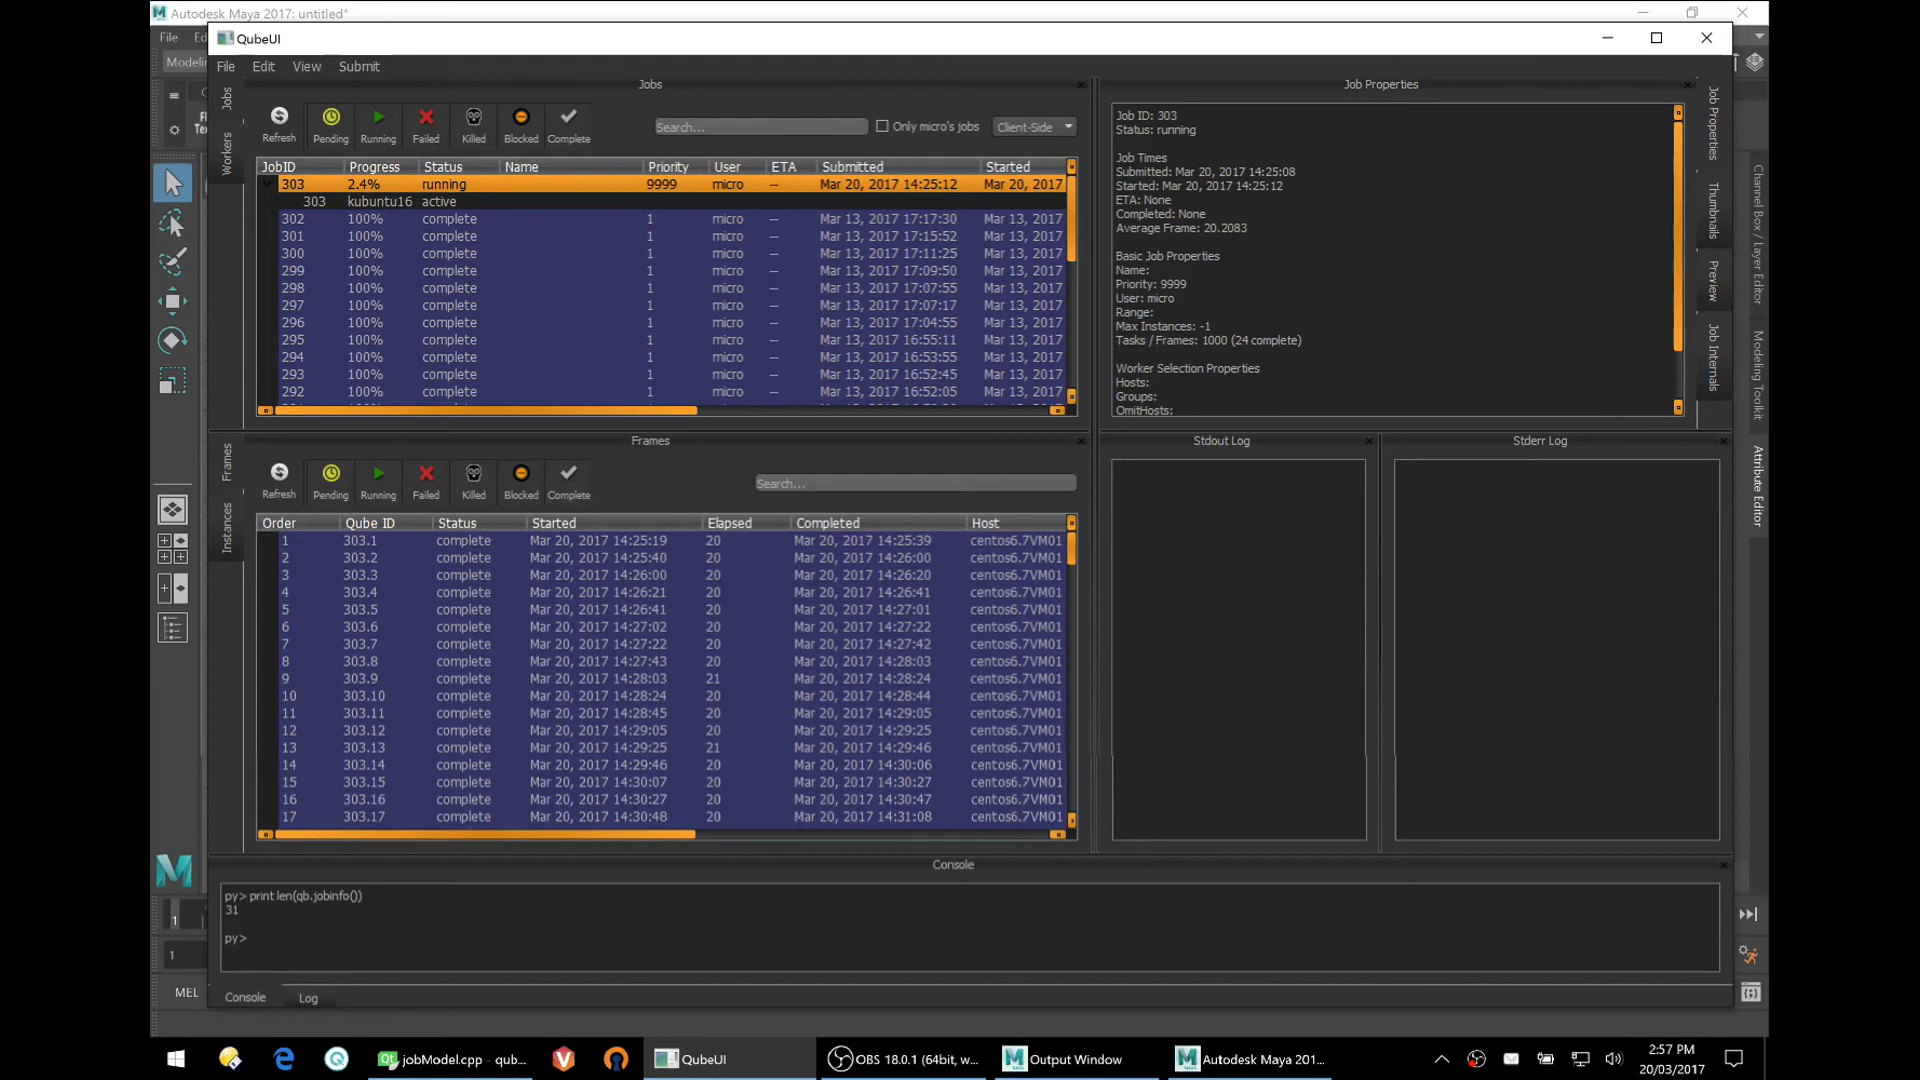 Autodesk Maya 2017: untitled*
File Ed
QubeUI
Modelin
File Edit View Submit
Jobs
Workers
Jobs
Refresh Pending Running Failed Killed Blocked Complete
Search... Only micro's jobs Client-Side
JobID Progress Status Name Priority User ETA Submitted Started
303 2.4% running 9999 micro -- Mar 20, 2017 14:25:12 Mar 20, 2017
303 kubuntu16 active
302 100% complete 1 micro -- Mar 13, 2017 17:17:30 Mar 13, 2017
301 100% complete 1 micro -- Mar 13, 2017 17:15:52 Mar 13, 2017
300 100% complete 1 micro -- Mar 13, 2017 17:11:25 Mar 13, 2017
299 100% complete 1 micro -- Mar 13, 2017 17:09:50 Mar 13, 2017
298 100% complete 1 micro -- Mar 13, 2017 17:07:55 Mar 13, 2017
297 100% complete 1 micro -- Mar 13, 2017 17:07:17 Mar 13, 2017
296 100% complete 1 micro -- Mar 13, 2017 17:04:55 Mar 13, 2017
295 100% complete 1 micro -- Mar 13, 2017 16:55:11 Mar 13, 2017
294 100% complete 1 micro -- Mar 13, 2017 16:53:55 Mar 13, 2017
293 100% complete 1 micro -- Mar 13, 2017 16:52:45 Mar 13, 2017
292 100% complete 1 micro -- Mar 13, 2017 16:52:05 Mar 13, 2017
Job Properties
Job ID: 303
Status: running
Job Times
Submitted: Mar 20, 2017 14:25:08
Started: Mar 20, 2017 14:25:12
ETA: None
Completed: None
Average Frame: 20.2083
Basic Job Properties
Name:
Priority: 9999
User: micro
Range:
Max Instances: -1
Tasks / Frames: 1000 (24 complete)
Worker Selection Properties
Hosts:
Groups:
OmitHosts:
Job Properties
Thumbnails
Preview
Job Internals
Channel Box / Layer Editor
Modeling Toolkit
Attribute Editor
Frames
Instances
Frames
Refresh Pending Running Failed Killed Blocked Complete
Search...
Order Qube ID Status Started Elapsed Completed Host
1 303.1 complete Mar 20, 2017 14:25:19 20 Mar 20, 2017 14:25:39 centos6.7VM01
2 303.2 complete Mar 20, 2017 14:25:40 20 Mar 20, 2017 14:26:00 centos6.7VM01
3 303.3 complete Mar 20, 2017 14:26:00 20 Mar 20, 2017 14:26:20 centos6.7VM01
4 303.4 complete Mar 20, 2017 14:26:21 20 Mar 20, 2017 14:26:41 centos6.7VM01
5 303.5 complete Mar 20, 2017 14:26:41 20 Mar 20, 2017 14:27:01 centos6.7VM01
6 303.6 complete Mar 20, 2017 14:27:02 20 Mar 20, 2017 14:27:22 centos6.7VM01
7 303.7 complete Mar 20, 2017 14:27:22 20 Mar 20, 2017 14:27:42 centos6.7VM01
8 303.8 complete Mar 20, 2017 14:27:43 20 Mar 20, 2017 14:28:03 centos6.7VM01
9 303.9 complete Mar 20, 2017 14:28:03 21 Mar 20, 2017 14:28:24 centos6.7VM01
10 303.10 complete Mar 20, 2017 14:28:24 20 Mar 20, 2017 14:28:44 centos6.7VM01
11 303.11 complete Mar 20, 2017 14:28:45 20 Mar 20, 2017 14:29:05 centos6.7VM01
12 303.12 complete Mar 20, 2017 14:29:05 20 Mar 20, 2017 14:29:25 centos6.7VM01
13 303.13 complete Mar 20, 2017 14:29:25 21 Mar 20, 2017 14:29:46 centos6.7VM01
14 303.14 complete Mar 20, 2017 14:29:46 20 Mar 20, 2017 14:30:06 centos6.7VM01
15 303.15 complete Mar 20, 2017 14:30:07 20 Mar 20, 2017 14:30:27 centos6.7VM01
16 303.16 complete Mar 20, 2017 14:30:27 20 Mar 20, 2017 14:30:47 centos6.7VM01
17 303.17 complete Mar 20, 2017 14:30:48 20 Mar 20, 2017 14:31:08 centos6.7VM01
Stdout Log
Stderr Log
Console
py> print len(qb.jobinfo())
31
py>
1
1
MEL
Console Log
jobModel.cpp - qub...
QubeUI
OBS 18.0.1 (64bit, w...
Output Window
Autodesk Maya 201...
2:57 PM
20/03/2017